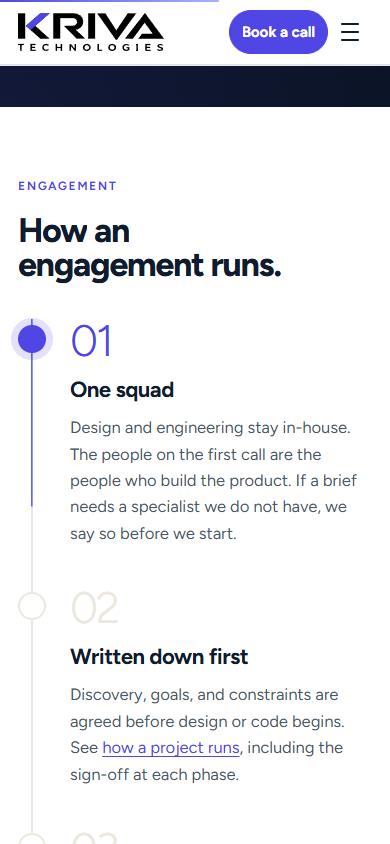 KRIVA
TECHNOLOGIES
Book a call
ENGAGEMENT
How an
engagement runs.
01
One squad
Design and engineering stay in-house.
The people on the first call are the
people who build the product. If a brief
needs a specialist we do not have, we
say so before we start.
02
Written down first
Discovery, goals, and constraints are
agreed before design or code begins.
See how a project runs, including the
sign-off at each phase.
03